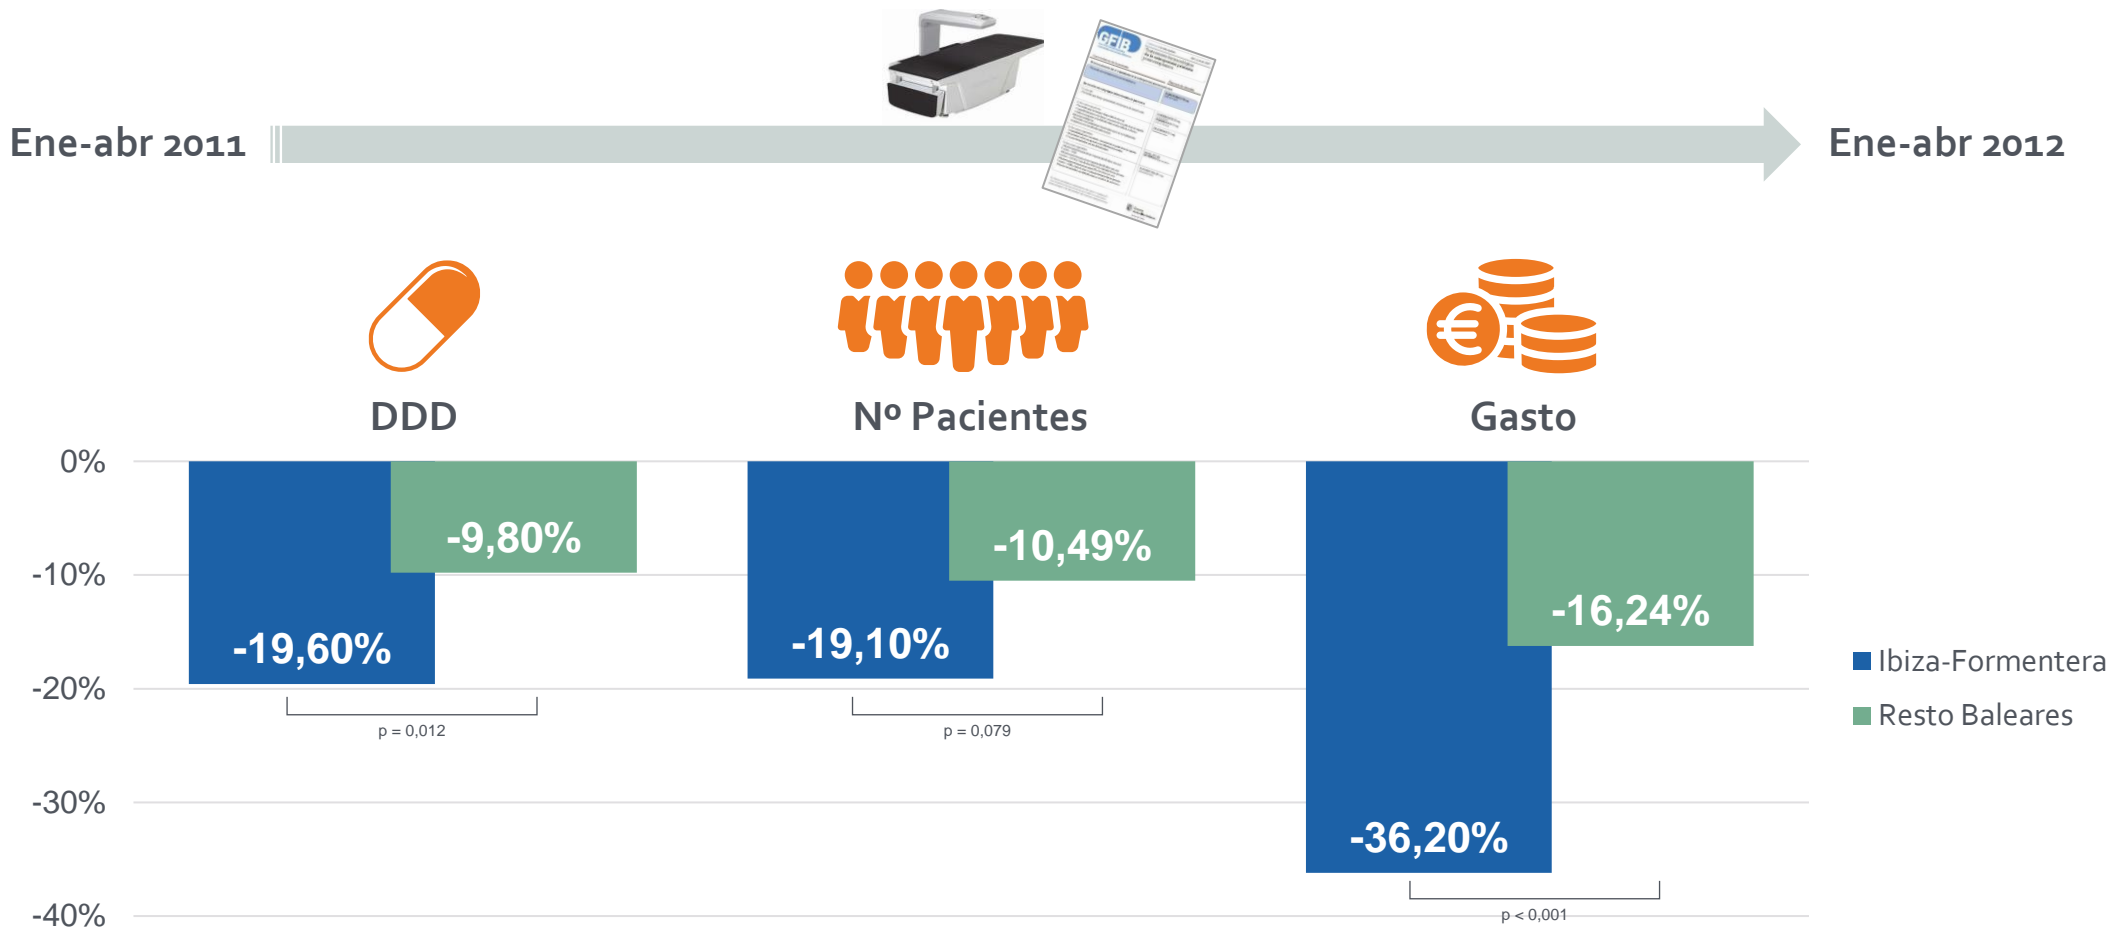 GFIB
Ene-abr 2011
Ene-abr 2012
DDD
Nº Pacientes
Gasto
0%
-10%
-20%
-30%
-40%
-9,80%
-19,60%
-10,49%
-19,10%
-16,24%
-36,20%
p = 0,012
p = 0,079
p < 0,001
Ibiza-Formentera
Resto Baleares